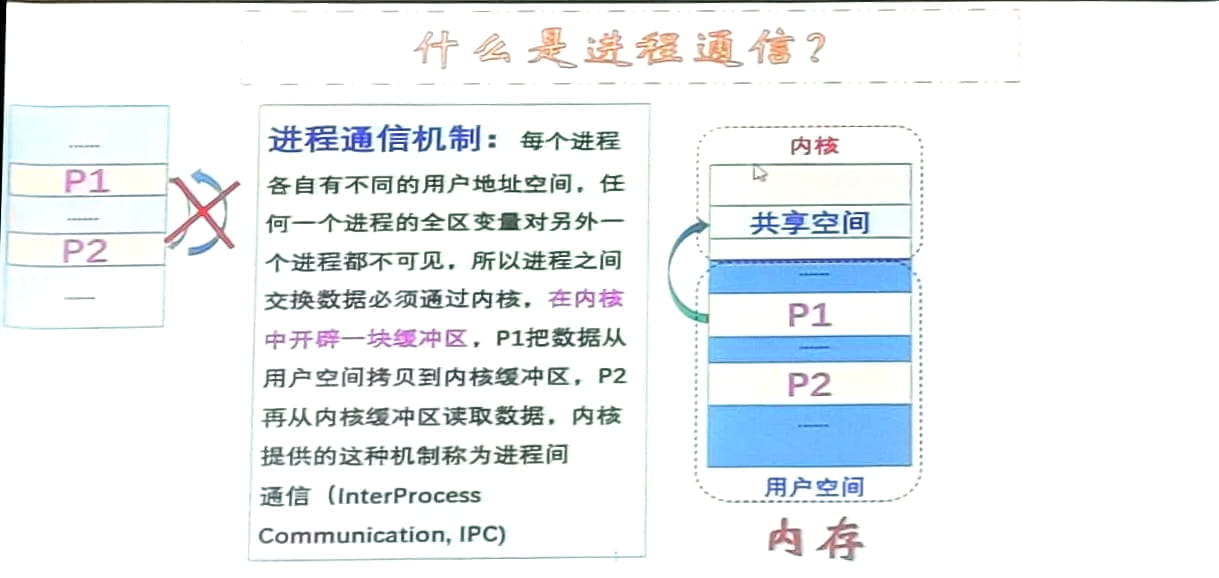 什么是进程通信？
......
P1
......
P2
......
进程通信机制：每个进程
各自有不同的用户地址空间，任
何一个进程的全区变量对另外一
个进程都不可见，所以进程之间
交换数据必须通过内核，在内核
中开辟一块缓冲区，P1把数据从
用户空间拷贝到内核缓冲区，P2
再从内核缓冲区读取数据，内核
提供的这种机制称为进程间
通信（InterProcess
Communication, IPC)
内核
共享空间
......
P1
......
P2
......
用户空间
内存